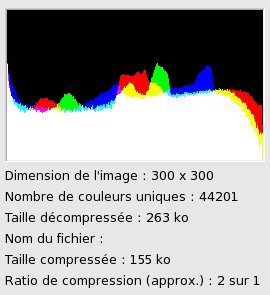 Dimension de l'image : 300 x 300
Nombre de couleurs uniques : 44201
Taille décompressée : 263 ko
Nom du fichier :
Taille compressée : 155 ko
Ratio de compression (approx.) : 2 sur 1